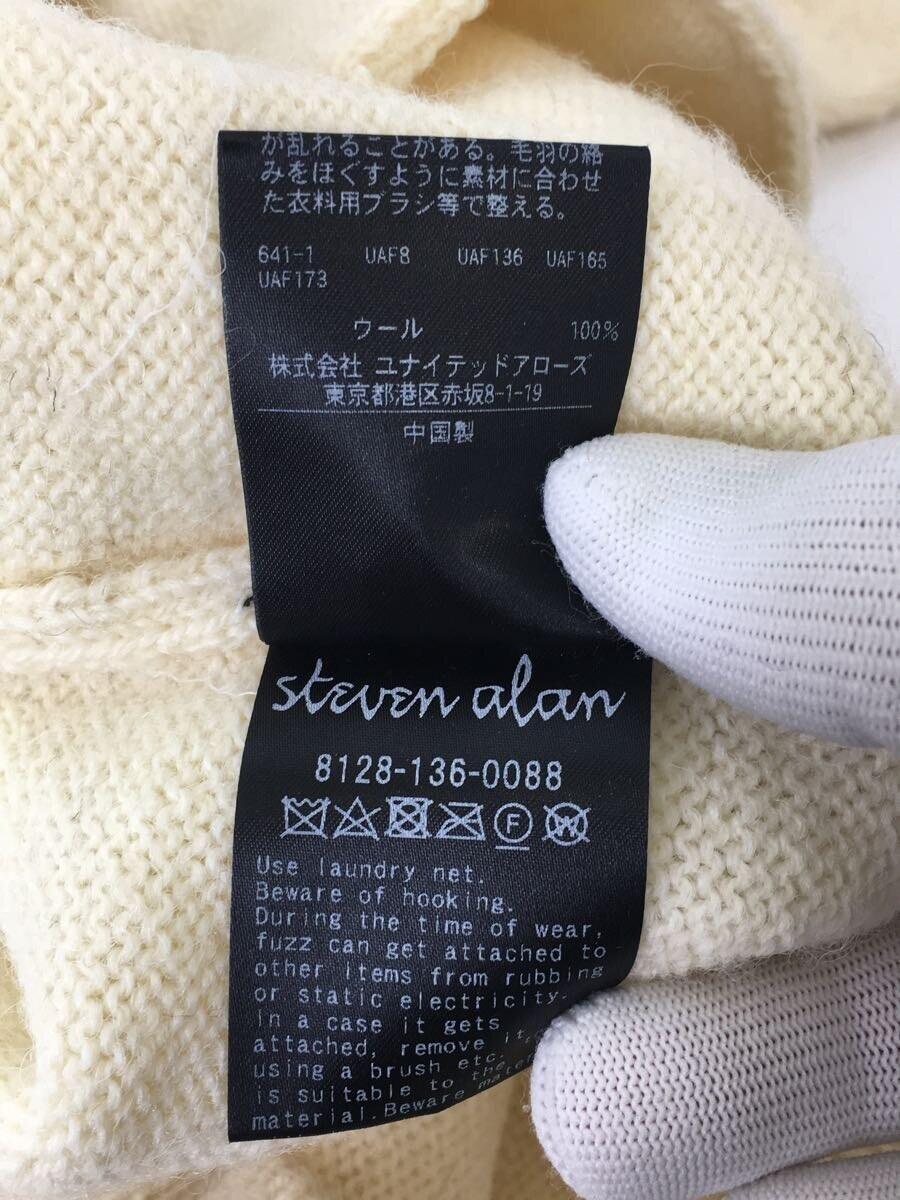 が乱れることがある。毛羽の絡
みをほぐすように素材に合わせ
た衣料用ブラシ等で整える。
641-1 UAF8 UAF136 UAF165
UAF173
ウール 100%
株式会社 ユナイテッドアローズ
東京都港区赤坂8-1-19
中国製
steven alan
8128-136-0088
F W
Use laundry net.
Beware of hooking.
During the time of wear,
fuzz can get attached to
other items from rubbing
or static electricity.
In a case it gets
attached, remove it
using a brush etc.
is suitable to the
material.Beware